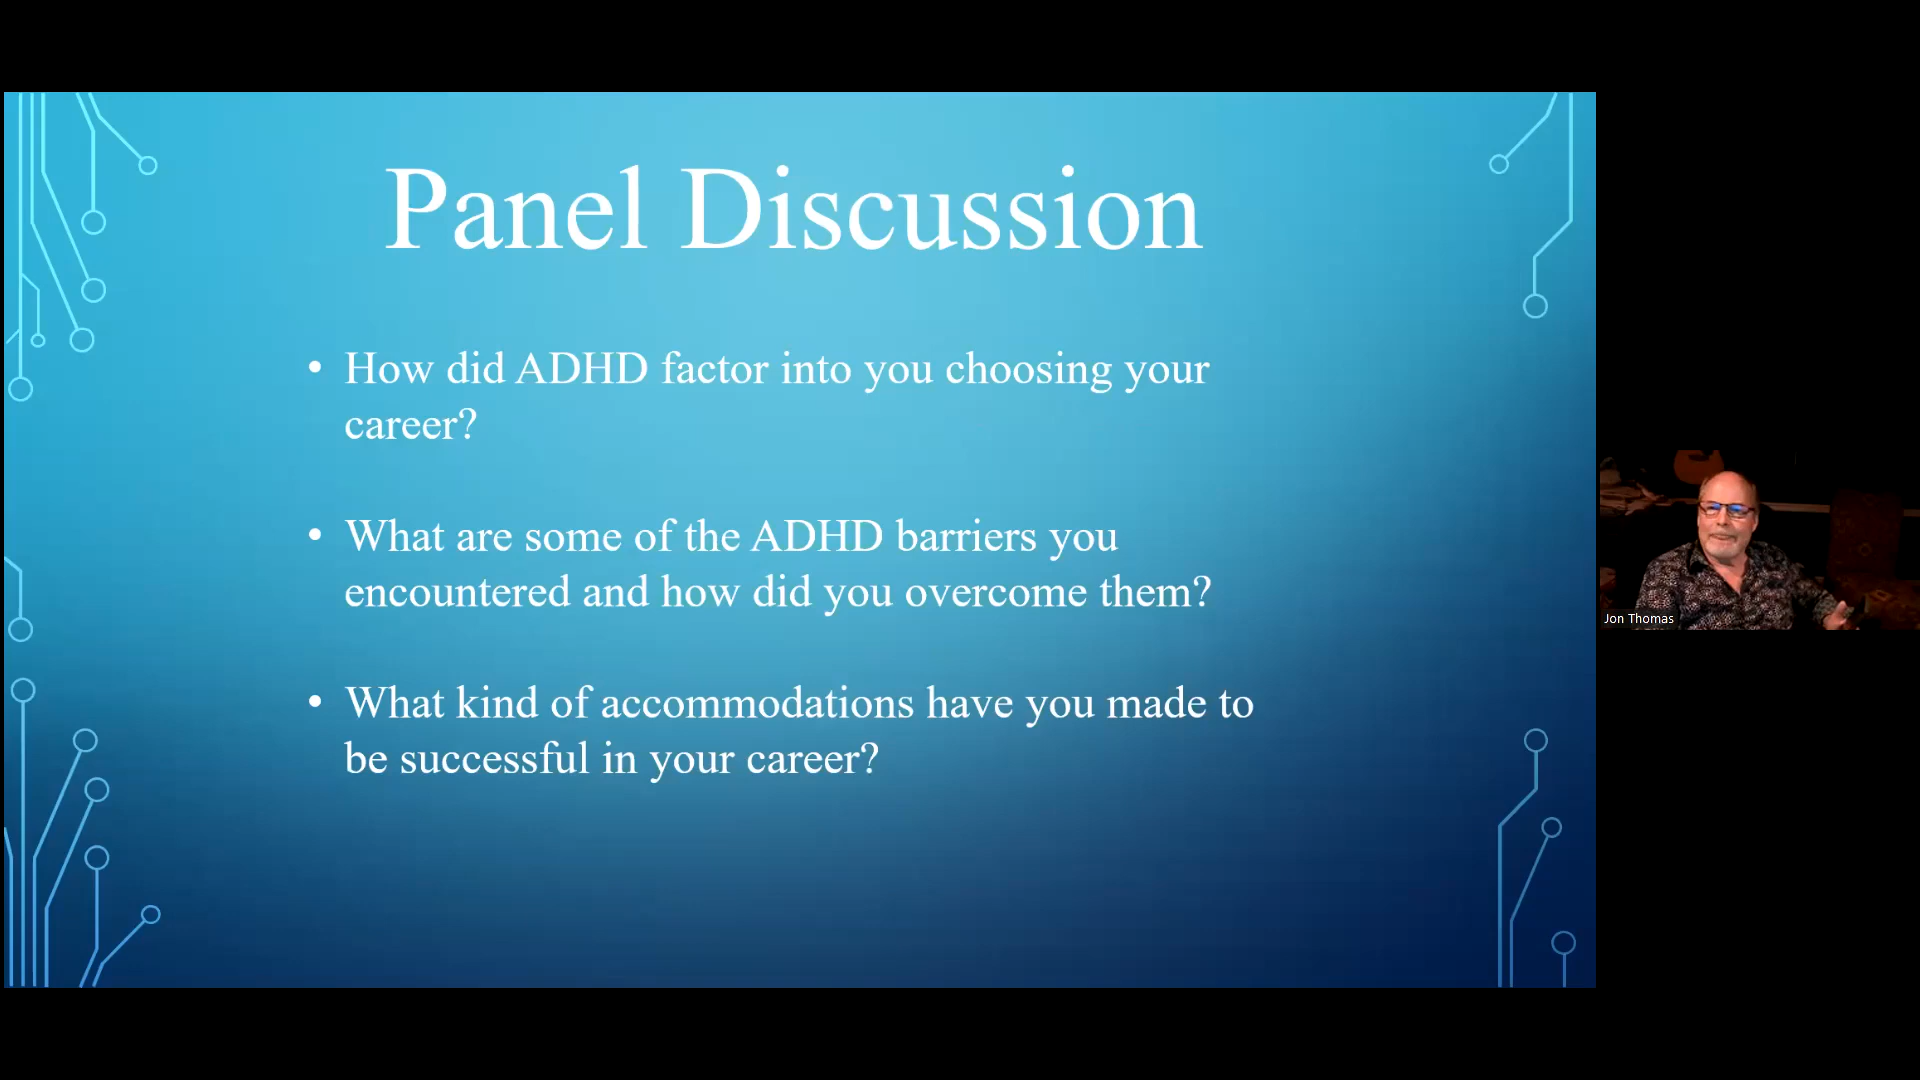 Panel Discussion
• How did ADHD factor into you choosing your
career?
• What are some of the ADHD barriers you
encountered and how did you overcome them?
• What kind of accommodations have you made to
be successful in your career?
Jon Thomas